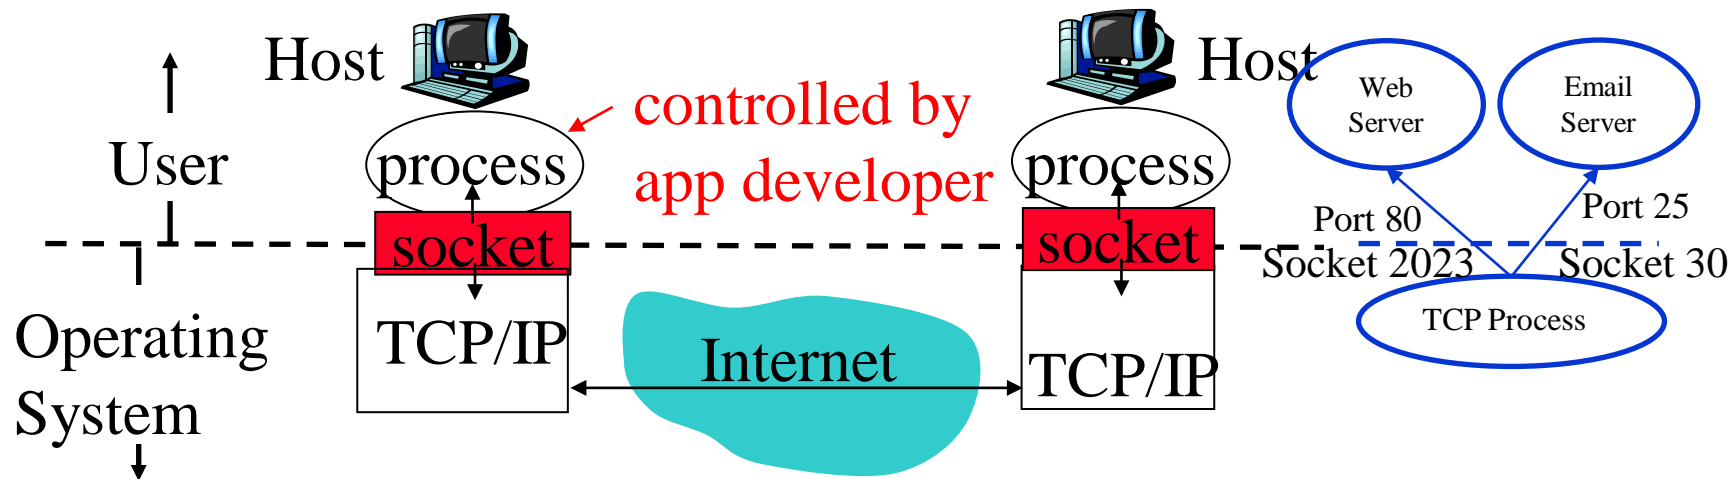 Host
Host
controlled by
app developer
User
process
process
socket
socket
Operating
System
TCP/IP
Internet
TCP/IP
Web
Server
Email
Server
Port 80
Port 25
Socket 2023
Socket 30
TCP Process